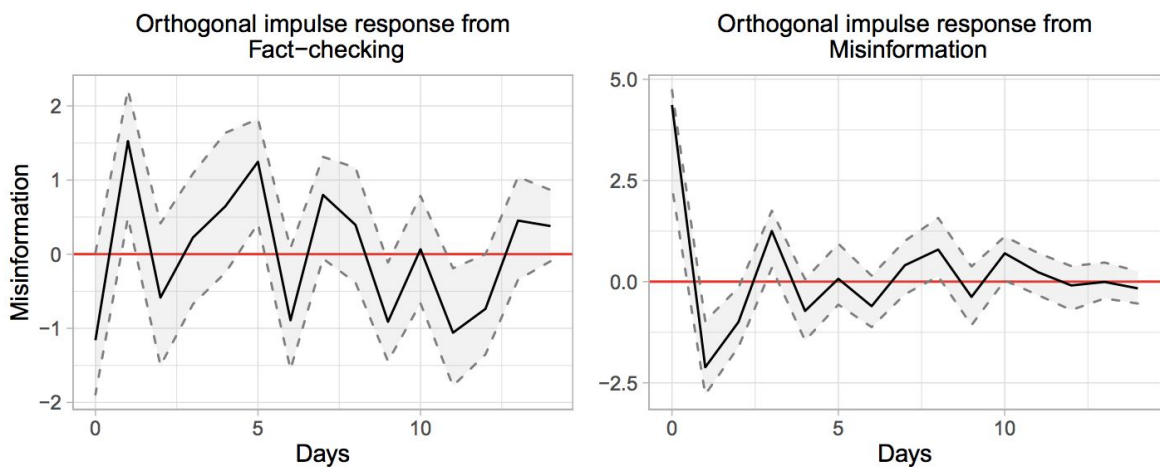 Orthogonal impulse response from
Fact−checking
Misinformation
2
1
0
−1
−2
0
5
10
Days
Orthogonal impulse response from
Misinformation
5.0
2.5
0.0
−2.5
0
5
10
Days